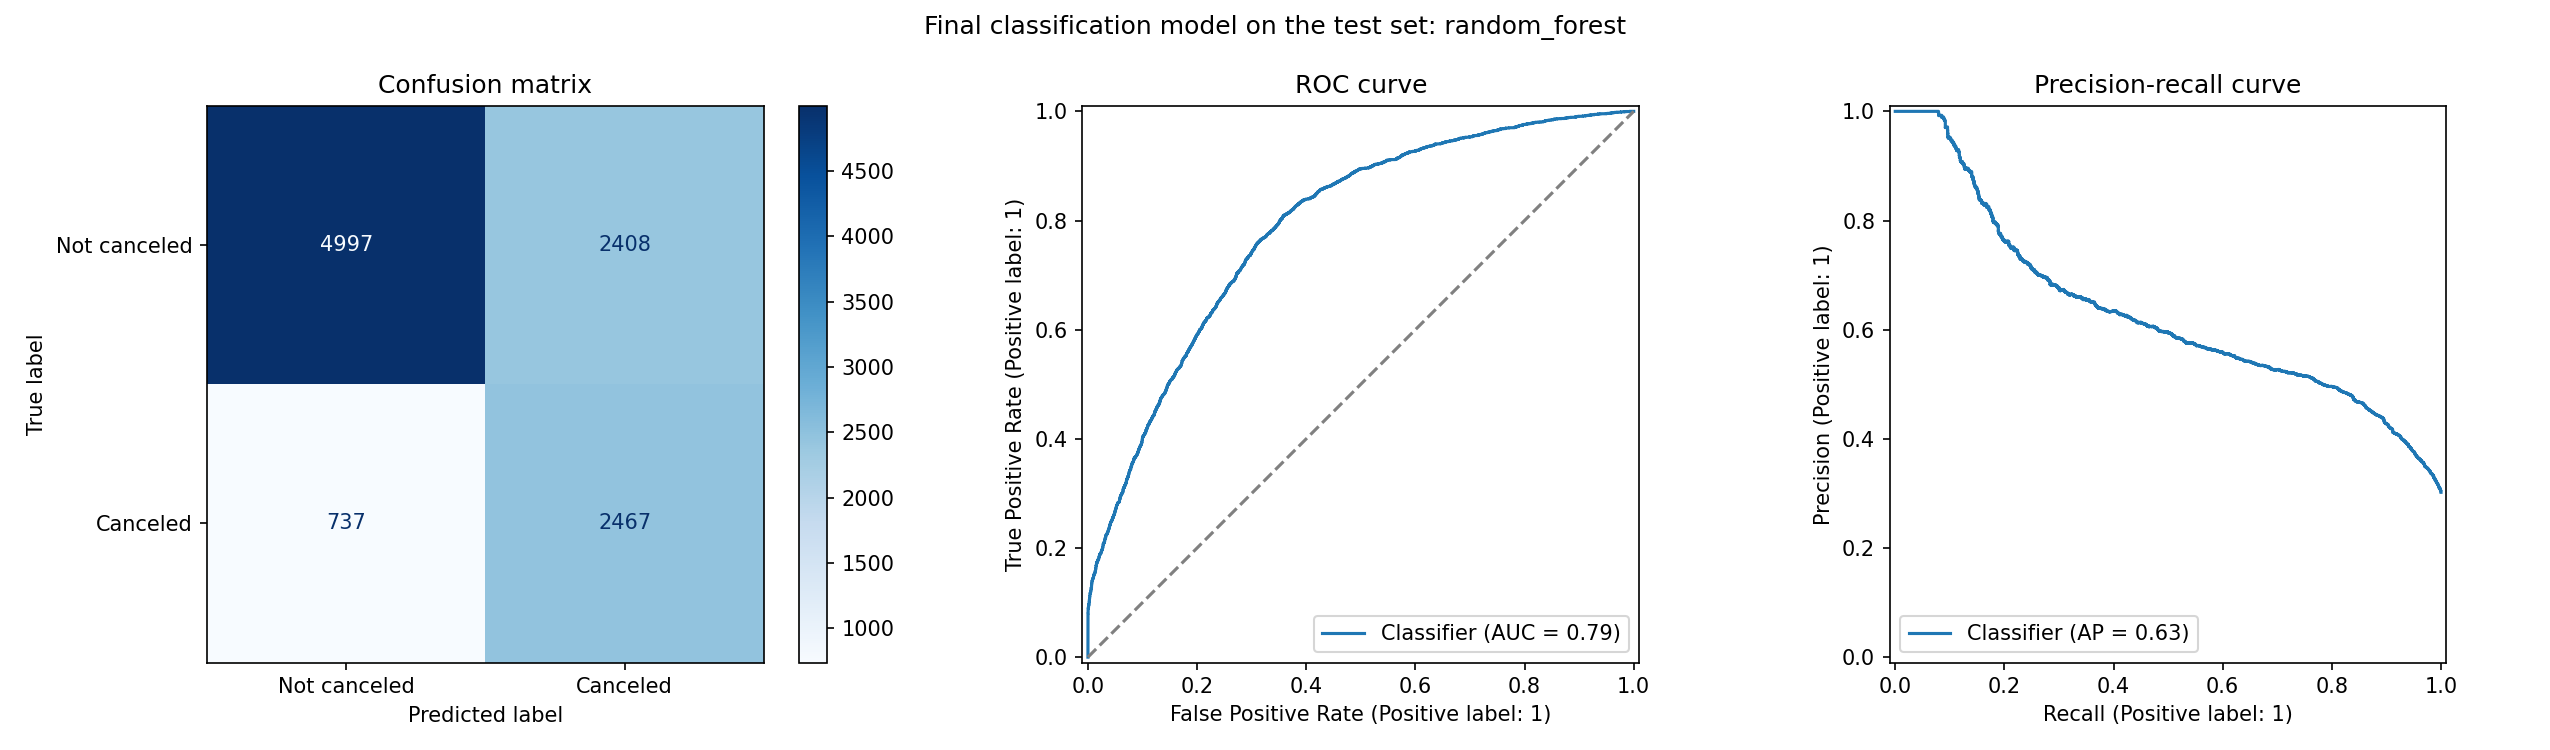 Final classification model on the test set: random_forest
Confusion matrix
True label
Not canceled
Canceled
4997
2408
737
2467
Not canceled
Canceled
Predicted label
4500
4000
3500
3000
2500
2000
1500
1000
ROC curve
True Positive Rate (Positive label: 1)
1.0
0.8
0.6
0.4
0.2
0.0
Classifier (AUC = 0.79)
0.0
0.2
0.4
0.6
0.8
1.0
False Positive Rate (Positive label: 1)
Precision-recall curve
Precision (Positive label: 1)
1.0
0.8
0.6
0.4
0.2
0.0
Classifier (AP = 0.63)
0.0
0.2
0.4
0.6
0.8
1.0
Recall (Positive label: 1)